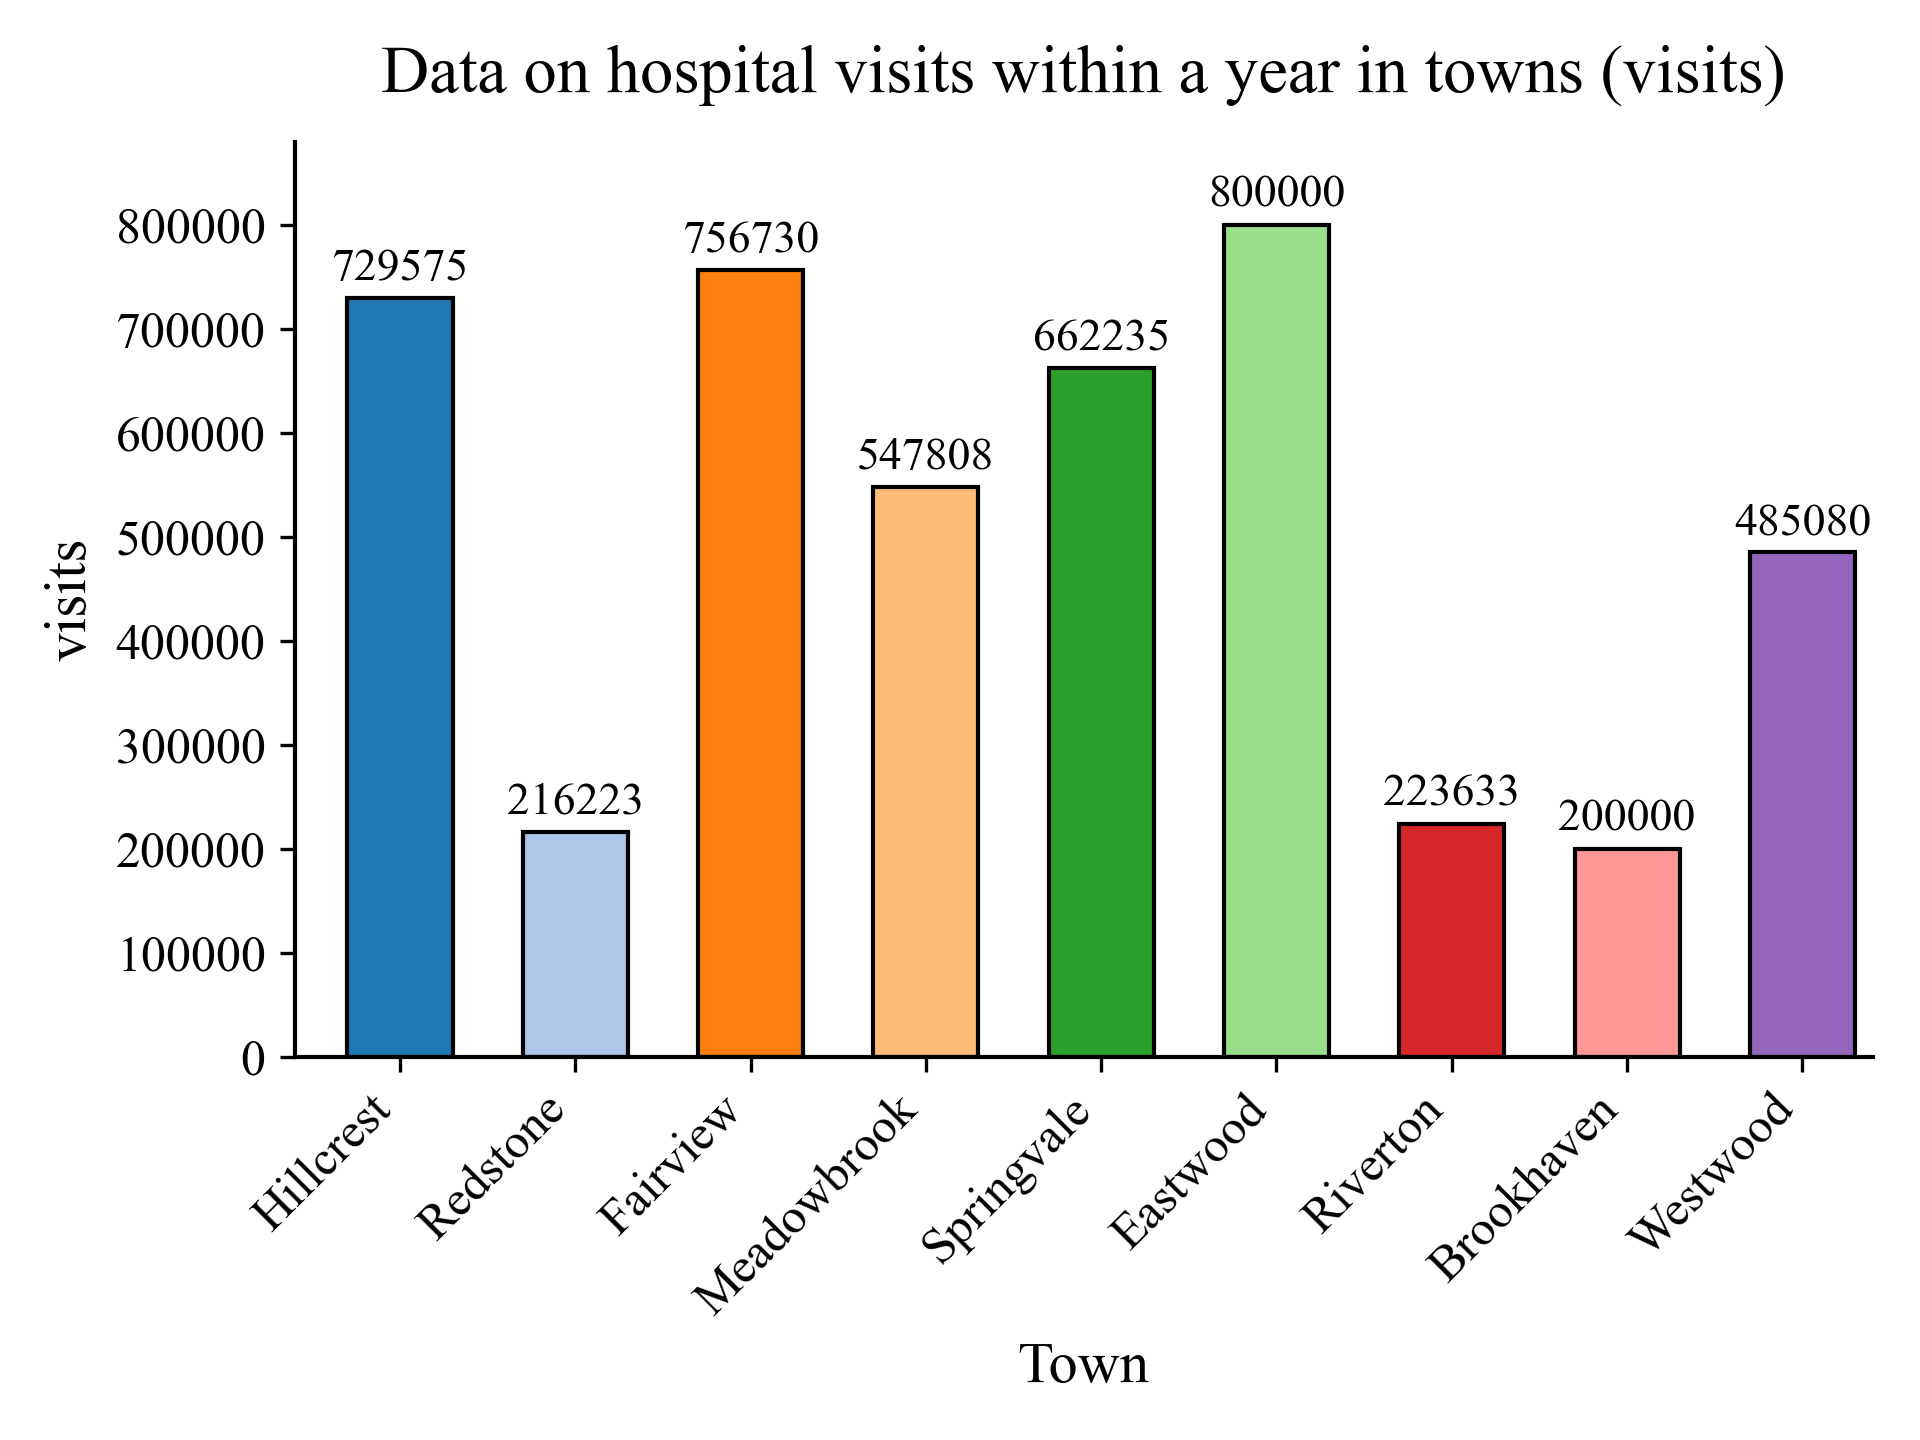 Data on hospital visits within a year in towns (visits)
visits
800000
700000
600000
500000
400000
300000
200000
100000
0
729575
216223
756730
547808
662235
800000
223633
200000
485080
Hillcrest
Redstone
Fairview
Meadowbrook
Springvale
Eastwood
Riverton
Brookhaven
Westwood
Town